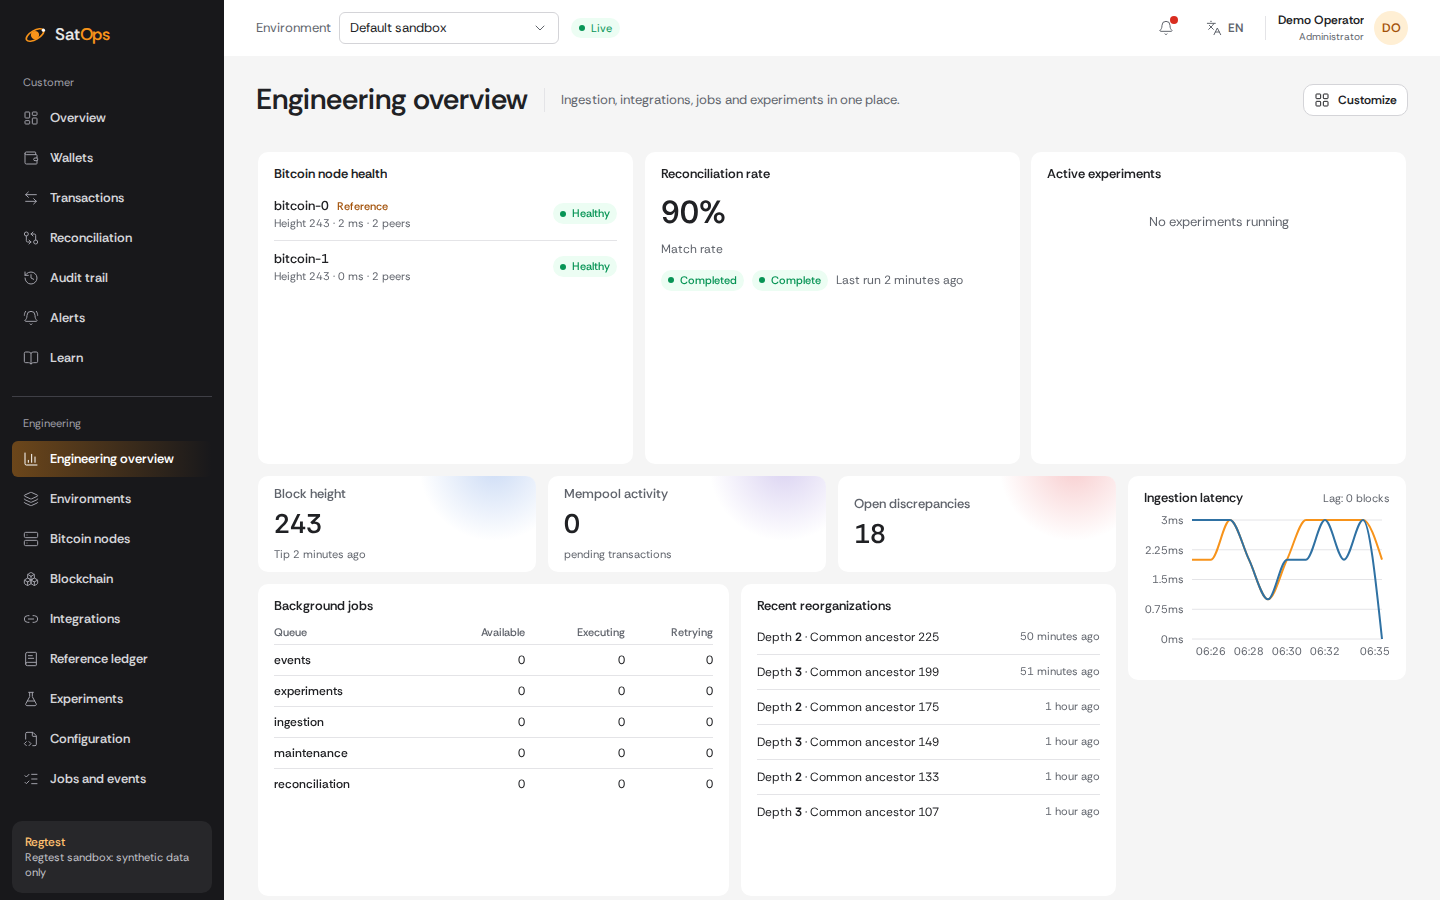 SatOps
Customer
Overview
Wallets
Transactions
Reconciliation
Audit trail
Alerts
Learn
Engineering
Engineering overview
Environments
Bitcoin nodes
Blockchain
Integrations
Reference ledger
Experiments
Configuration
Jobs and events
Regtest
Regtest sandbox: synthetic data
only
Environment
Default sandbox
Live
EN
Demo Operator
Administrator
DO
Engineering overview
Ingestion, integrations, jobs and experiments in one place.
Customize
Bitcoin node health
bitcoin-0 Reference
Height 243 · 2 ms · 2 peers
Healthy
bitcoin-1
Height 243 · 0 ms · 2 peers
Healthy
Reconciliation rate
90%
Match rate
Completed Complete Last run 2 minutes ago
Active experiments
No experiments running
Block height
243
Tip 2 minutes ago
Mempool activity
0
pending transactions
Open discrepancies
18
Ingestion latency Lag: 0 blocks
3ms
2.25ms
1.5ms
0.75ms
0ms
06:26 06:28 06:30 06:32 06:35
Background jobs
Queue Available Executing Retrying
events 0 0 0
experiments 0 0 0
ingestion 0 0 0
maintenance 0 0 0
reconciliation 0 0 0
Recent reorganizations
Depth 2 · Common ancestor 225 50 minutes ago
Depth 3 · Common ancestor 199 51 minutes ago
Depth 2 · Common ancestor 175 1 hour ago
Depth 3 · Common ancestor 149 1 hour ago
Depth 2 · Common ancestor 133 1 hour ago
Depth 3 · Common ancestor 107 1 hour ago